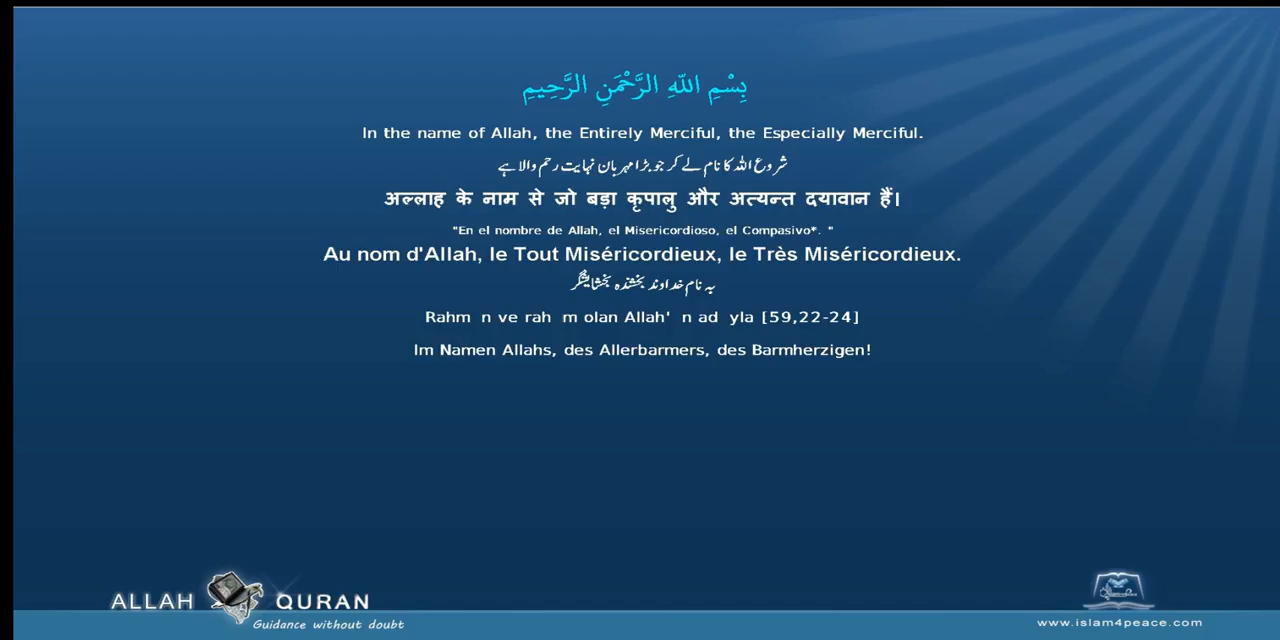 بِسْمِ اللّهِ الرَّحْمَنِ الرَّحِيمِ
In the name of Allah, the Entirely Merciful, the Especially Merciful.
شروع الله کا نام لے کر جو بڑا مہربان نہایت رحم والا ہے
अल्लाह के नाम से जो बड़ा कृपालु और अत्यन्त दयावान हैं।
"En el nombre de Allah, el Misericordioso, el Compasivo*. "
Au nom d'Allah, le Tout Miséricordieux, le Très Miséricordieux.
به نام خداوند بخشنده بخشایشگر
Rahm n ve rah m olan Allah' n ad yla [59,22-24]
Im Namen Allahs, des Allerbarmers, des Barmherzigen!
ALLAH QURAN
Guidance without doubt
www.islam4peace.com